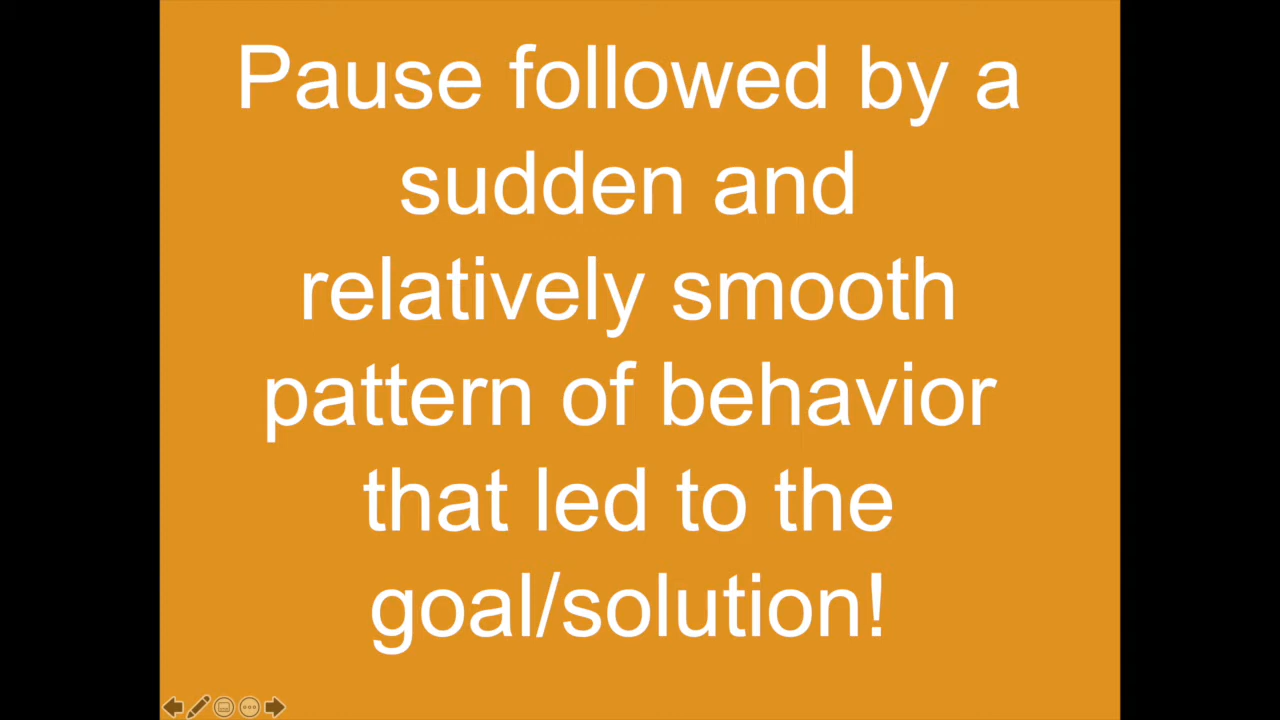 Pause followed by a
sudden and
relatively smooth
pattern of behavior
that led to the
goal/solution!